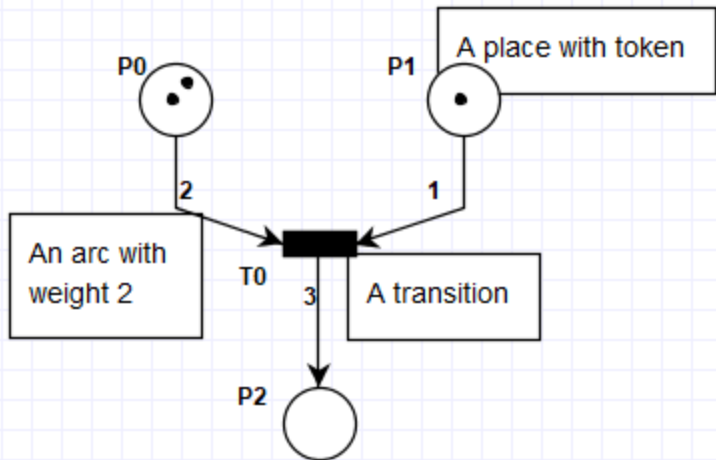 P0
P1
A place with token
2
1
An arc with
weight 2
T0
3
A transition
P2